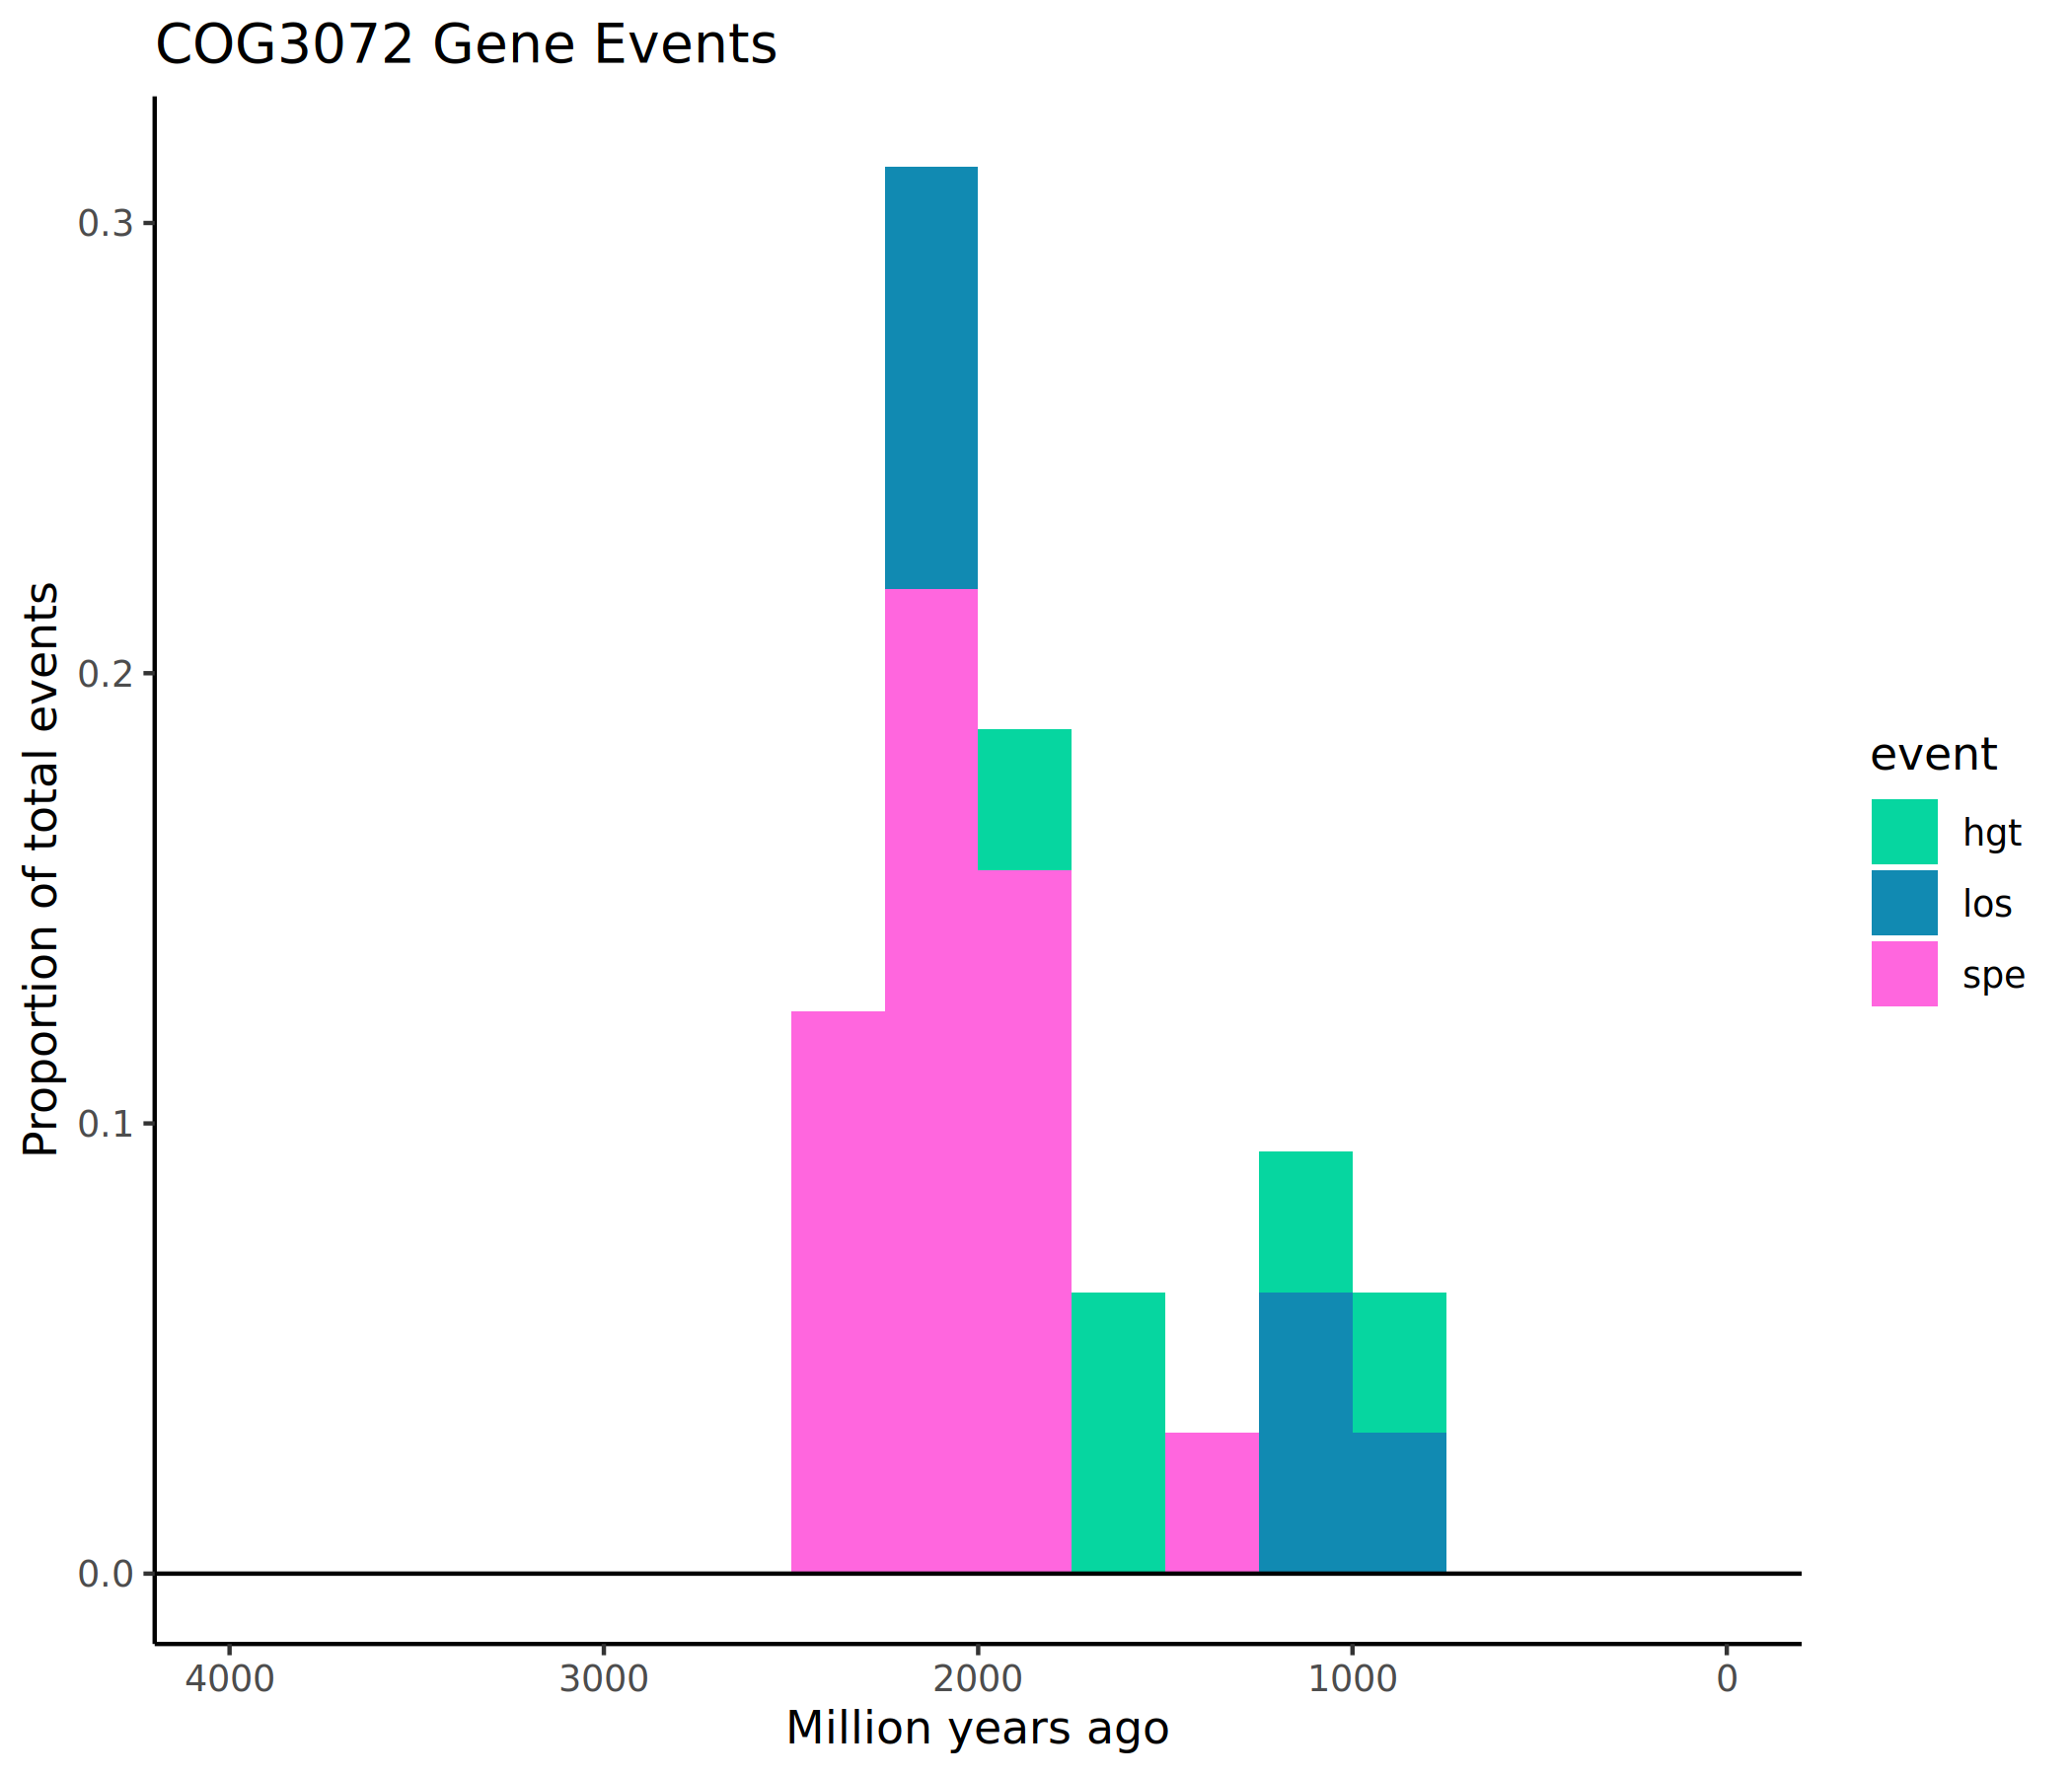 COG3072 Gene Events
Proportion of total events
0.3
0.2
0.1
0.0
4000 3000 2000 1000 0
Million years ago
event
hgt
los
spe